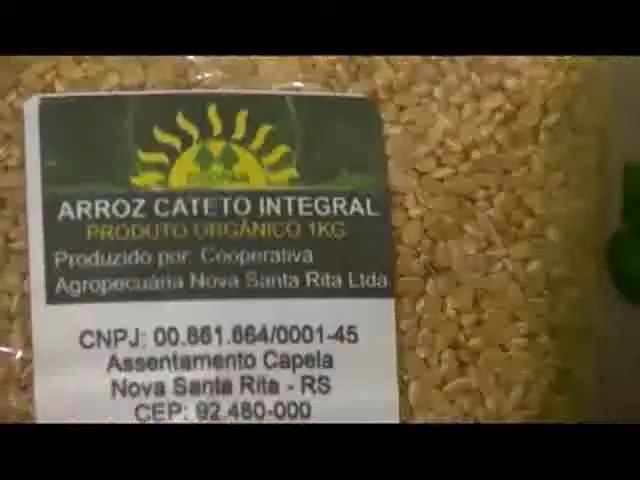 ARROZ CATETO INTEGRAL
PRODUTO ORGÂNICO 1KG
Produzido por: Cooperativa
Agropecuária Nova Santa Rita Ltda
CNPJ: 00.861.664/0001-45
Assentamento Capela
Nova Santa Rita - RS
CEP: 92.480-000